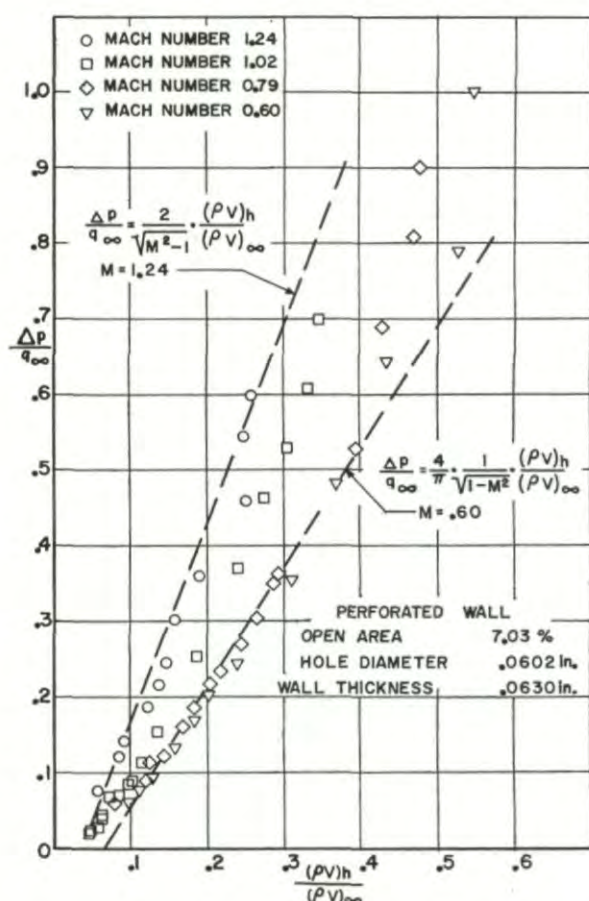 ○ MACH NUMBER 1.24
□ MACH NUMBER 1.02
◇ MACH NUMBER 0.79
▽ MACH NUMBER 0.60
1.0
.9
Δp/q∞ = 2/√M²-1 · (ρV)h/(ρV)∞
M = 1.24
.8
.7
Δp/q∞
.6
.5
Δp/q∞ = 4/π · 1/√1-M² · (ρV)h/(ρV)∞
M = .60
.4
.3
PERFORATED WALL
OPEN AREA 7.03 %
HOLE DIAMETER .0602 in.
WALL THICKNESS .0630 in.
.2
.1
0
.1 .2 .3 .4 .5 .6
(ρV)h/(ρV)∞